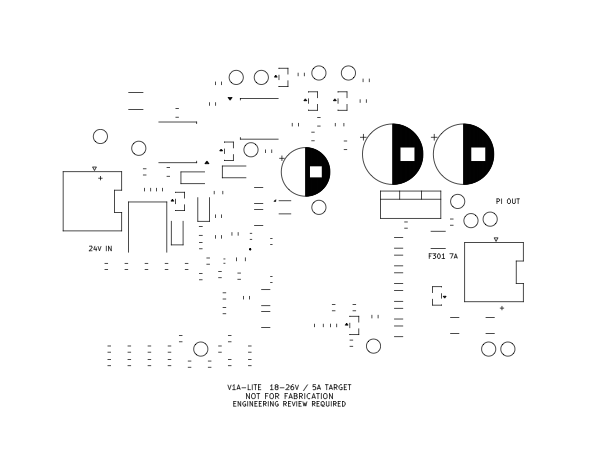 PI OUT
24V IN
F301 7A
V1A-LITE 18-26V / 5A TARGET
NOT FOR FABRICATION
ENGINEERING REVIEW REQUIRED